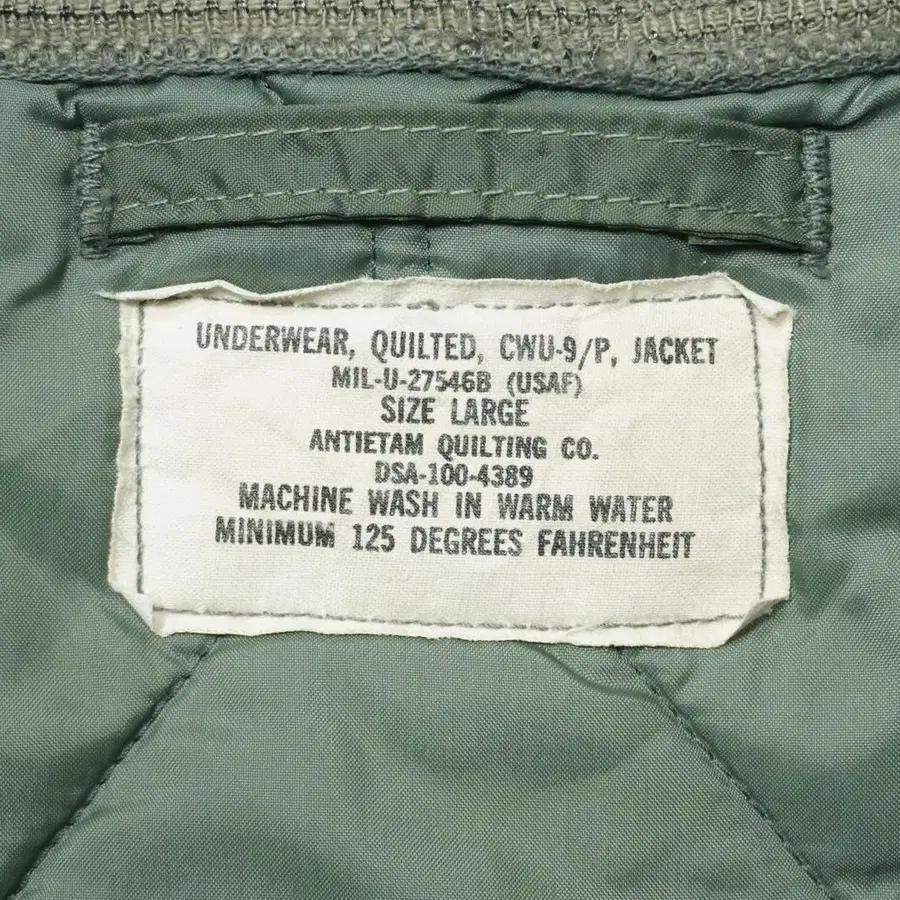 UNDERWEAR, QUILTED, CWU-9/P, JACKET
MIL-U-27546B (USAF)
SIZE LARGE
ANTIETAM QUILTING CO.
DSA-100-4389
MACHINE WASH IN WARM WATER
MINIMUM 125 DEGREES FAHRENHEIT